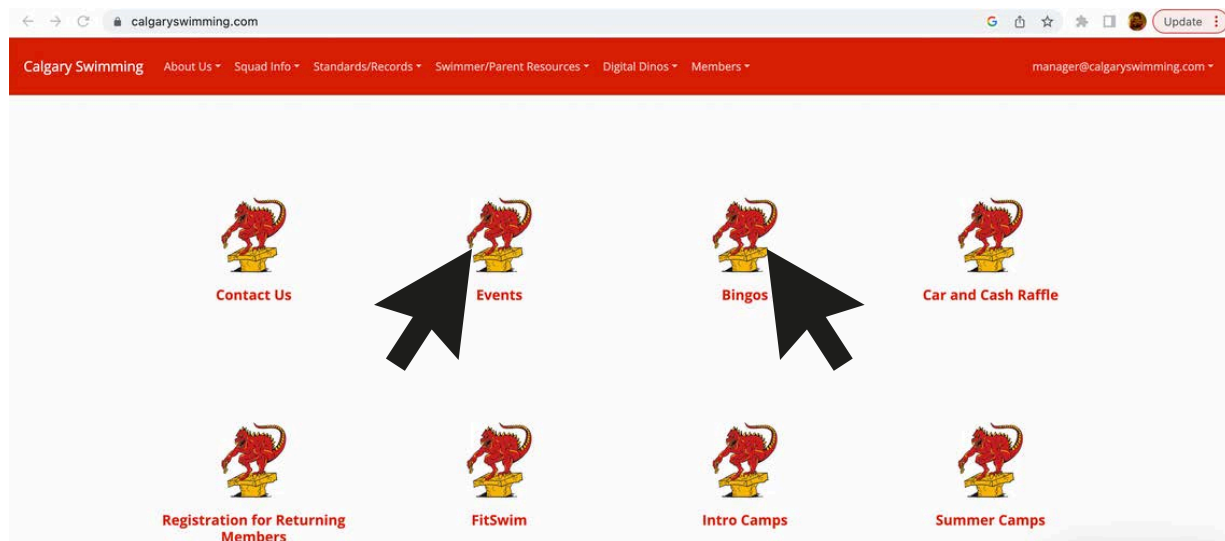 calgaryswimming.com
Update
Calgary Swimming About Us Squad Info Standards/Records Swimmer/Parent Resources Digital Dinos Members manager@calgaryswimming.com
Contact Us Events Bingos Car and Cash Raffle
Registration for Returning Members FitSwim Intro Camps Summer Camps